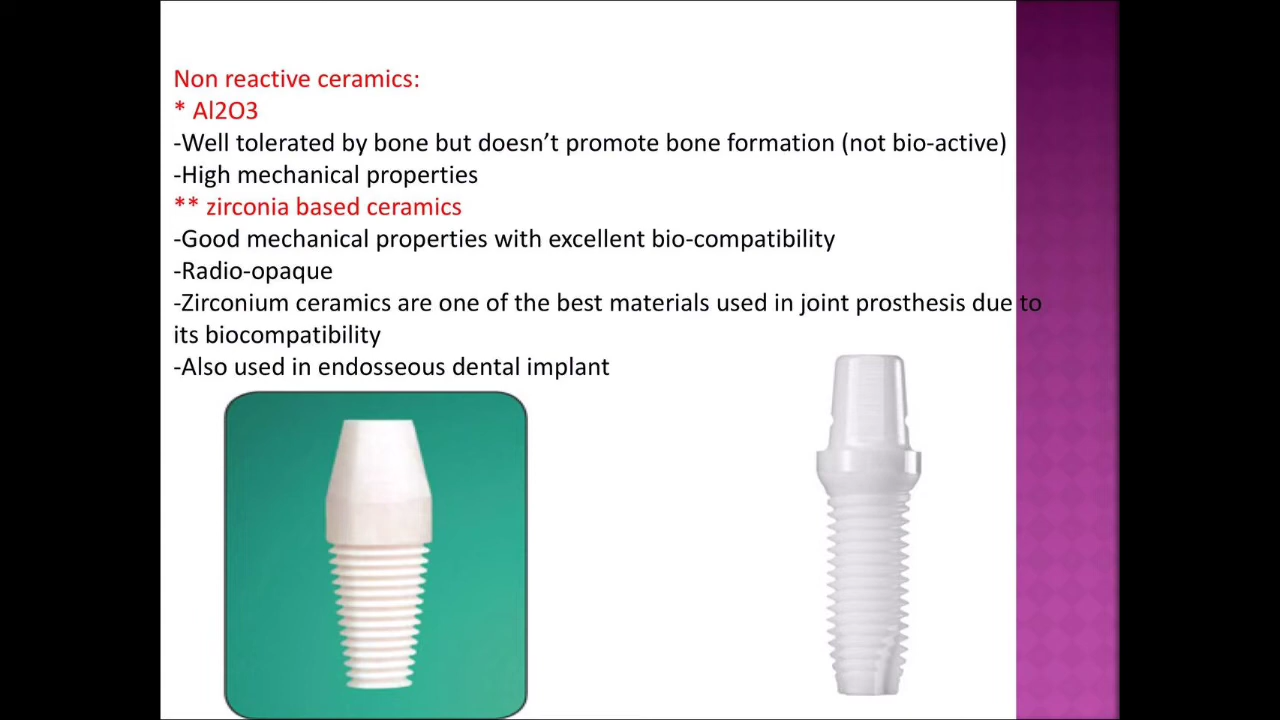 Non reactive ceramics:
* Al2O3
-Well tolerated by bone but doesn’t promote bone formation (not bio-active)
-High mechanical properties
** zirconia based ceramics
-Good mechanical properties with excellent bio-compatibility
-Radio-opaque
-Zirconium ceramics are one of the best materials used in joint prosthesis due to
its biocompatibility
-Also used in endosseous dental implant